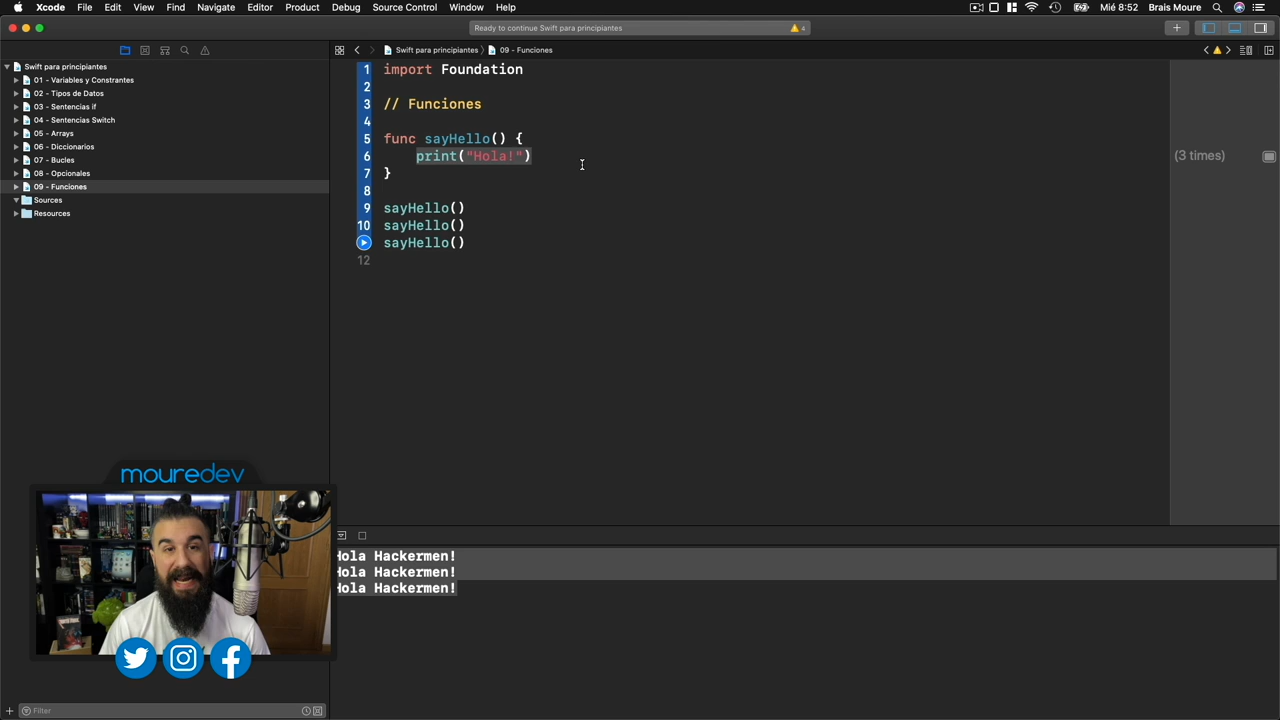 Xcode File Edit View Find Navigate Editor Product Debug Source Control Window Help Mié 8:52 Brais Moure
Ready to continue Swift para principiantes 4
Swift para principiantes 09 - Funciones
Swift para principiantes
01 - Variables y Constrantes
02 - Tipos de Datos
03 - Sentencias if
04 - Sentencias Switch
05 - Arrays
06 - Diccionarios
07 - Bucles
08 - Opcionales
09 - Funciones
Sources
Resources
1 import Foundation
2
3 // Funciones
4
5 func sayHello() {
6 print("Hola!")
(3 times)
7 }
8
9 sayHello()
10 sayHello()
sayHello()
12
mouredev
Hola Hackermen!
Hola Hackermen!
Hola Hackermen!
Filter